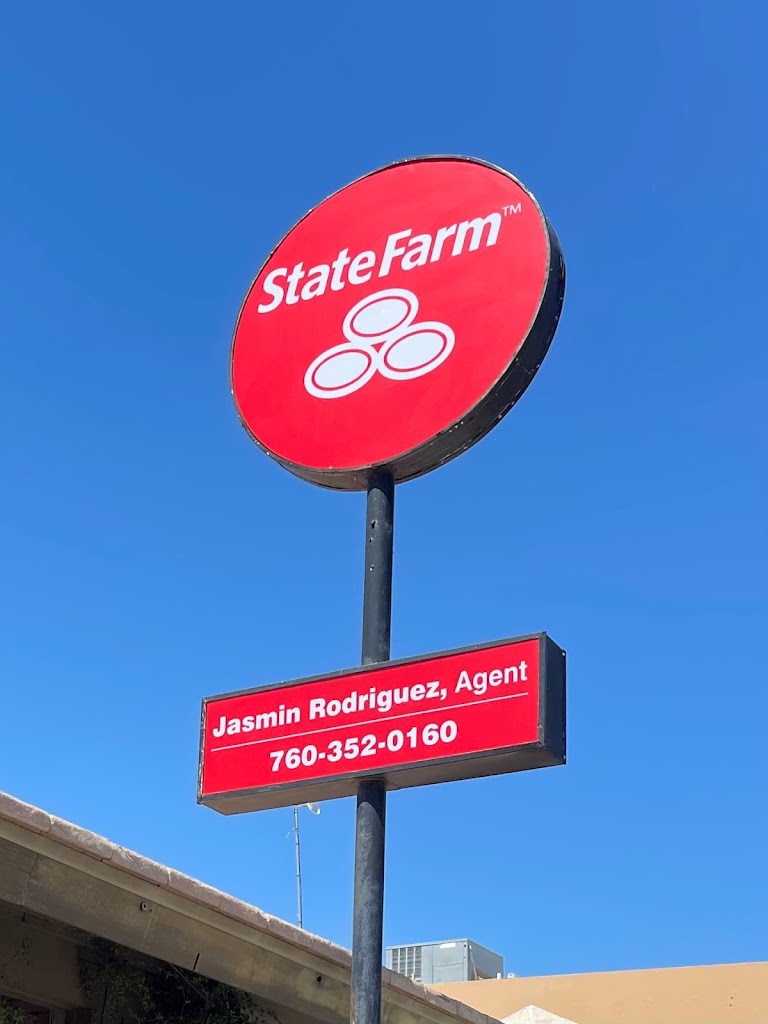 StateFarm™
Jasmin Rodriguez, Agent
760-352-0160